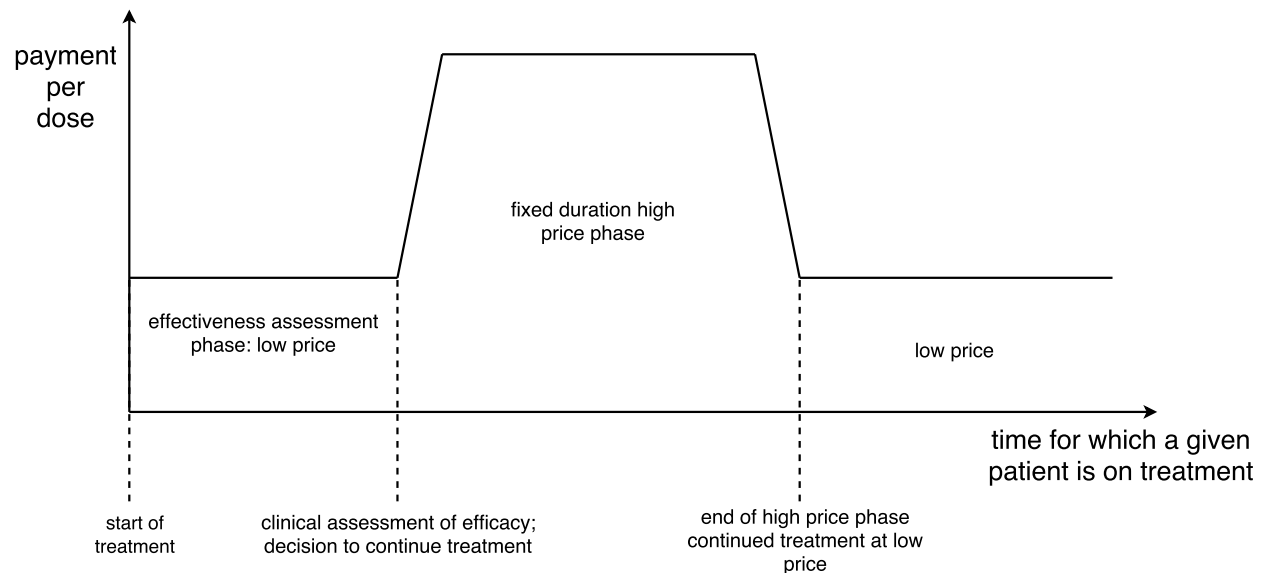 payment
per
dose
fixed duration high
price phase
effectiveness assessment
phase: low price
low price
time for which a given
patient is on treatment
start of
treatment
clinical assessment of efficacy;
decision to continue treatment
end of high price phase
continued treatment at low
price